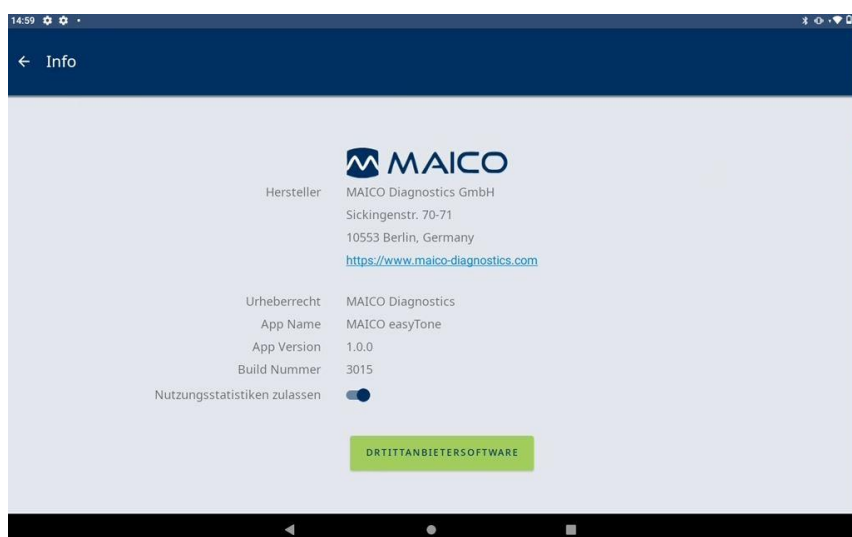 14:59
Info
MAICO
Hersteller MAICO Diagnostics GmbH
Sickingenstr. 70-71
10553 Berlin, Germany
https://www.maico-diagnostics.com
Urheberrecht MAICO Diagnostics
App Name MAICO easyTone
App Version 1.0.0
Build Nummer 3015
Nutzungsstatistiken zulassen
DRTITTANBIETERSOFTWARE